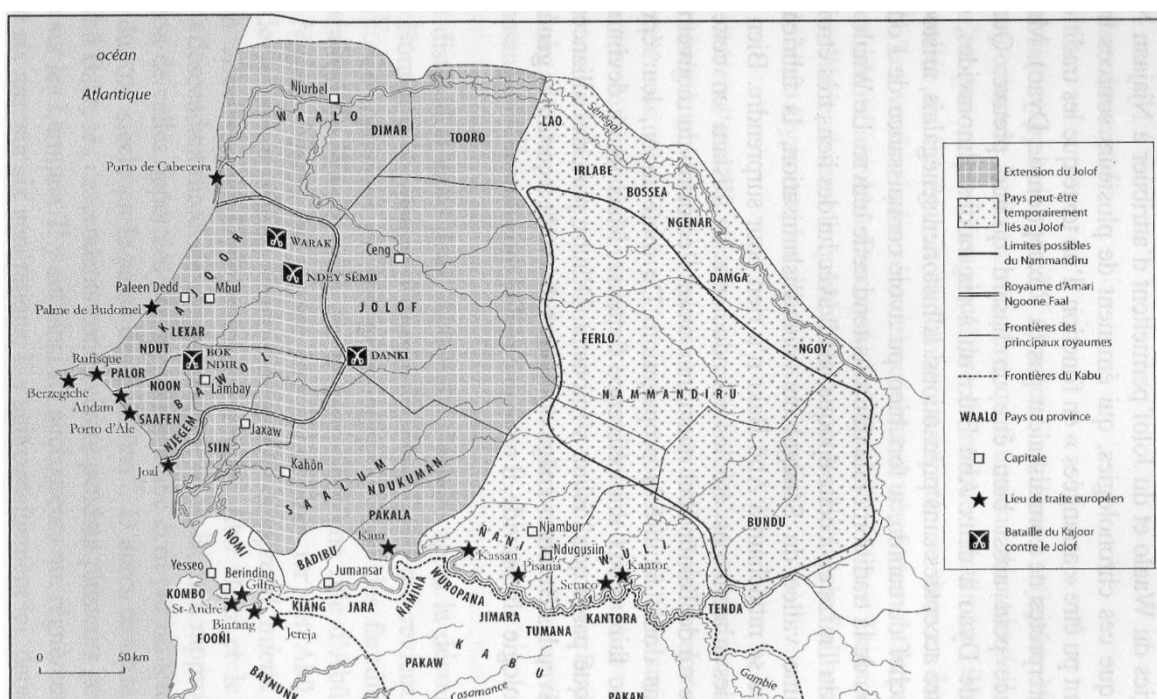 océan
Atlantique
Njurbel
WAALO
DIMAR
TOORO
LAO
Sénégal
IRLABE
BOSSEA
NGENAR
DAMGA
NGOY
Porto de Cabeceira
WARAK
NDEY SËMB
Ceng
KAJOOR
JOLOF
Paleen Dedd
Mbul
Palme de Budomel
LEXAR
NDUT
BOK
NDIR
DANKI
FERLO
NAMMANDIRU
Rufisque
PALOR
NOON
BAWOL
Lambay
Berzegiche
Andam
SAAFEN
Porto d'Ale
NJEGEM
SIIN
Jaxaw
Joal
Kahôn
SAALUM
NDUKUMAN
PAKALA
BUNDU
ÑOMI
BADIBU
Kaur
Kassan
ÑANI
Njambur
Ndugusiin
WULI
Pisania
Setuco
Kantor
Yesseo
Berinding
Jumansar
KOMBO
St-André
KIANG
JARA
ÑAMINA
WUROPANA
JIMARA
TUMANA
KANTORA
TENDA
Bintang
Jereja
FOOÑI
PAKAW
KABU
BAYNUNK
Casamance
PAKAN
Gambie
0 50 km
Extension du Jolof
Pays peut-être
temporairement
liés au Jolof
Limites possibles
du Nammandiru
Royaume d'Amari
Ngoone Faal
Frontières des
principaux royaumes
Frontières du Kabu
WAALO Pays ou province
Capitale
Lieu de traite européen
Bataille du Kajoor
contre le Jolof